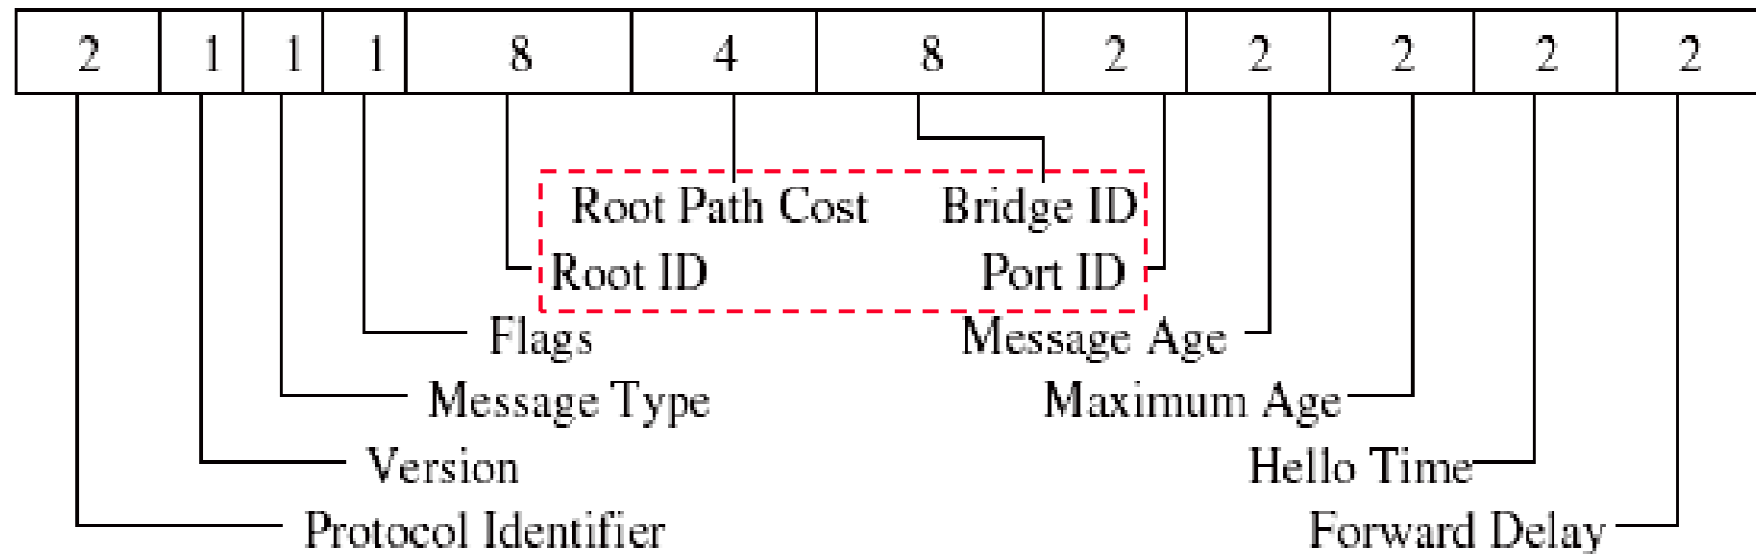 2 1 1 1 8 4 8 2 2 2 2 2
Root Path Cost Bridge ID
Root ID Port ID
Flags Message Age
Message Type Maximum Age
Version Hello Time
Protocol Identifier Forward Delay